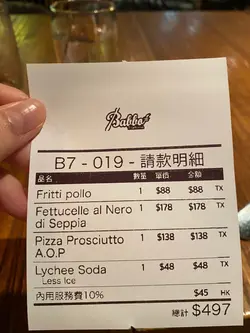 Babbo
B7 - 019 - 請款明細
品名 數量 單價 金額
Fritti pollo 1 $88 $88 TX
Fettucelle al Nero 1 $178 $178 TX
di Seppia
Pizza Prosciutto 1 $138 $138 TX
A.O.P
Lychee Soda 1 $48 $48 TX
Less Ice
內用服務費10% $45 HK
總計 $497